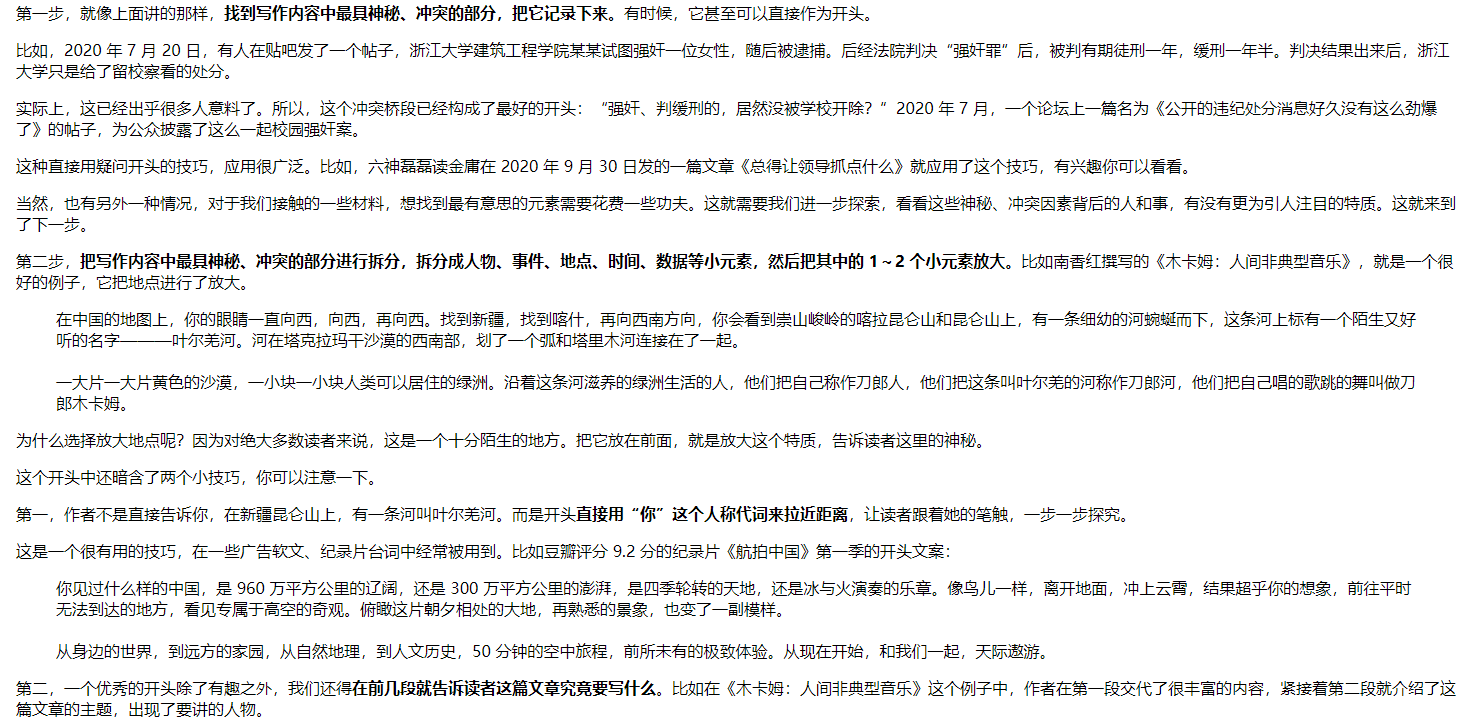 第一步，就像上面讲的那样，找到写作内容中最具神秘、冲突的部分，把它记录下来。有时候，它甚至可以直接作为开头。
比如，2020 年 7 月 20 日，有人在贴吧发了一个帖子，浙江大学建筑工程学院某某试图强奸一位女性，随后被逮捕。后经法院判决“强奸罪”后，被判有期徒刑一年，缓刑一年半。判决结果出来后，浙江
大学只是给了留校察看的处分。
实际上，这已经出乎很多人意料了。所以，这个冲突桥段已经构成了最好的开头：“强奸、判缓刑的，居然没被学校开除？“ 2020 年 7 月，一个论坛上一篇名为《公开的违纪处分消息好久没有这么劲爆
了》的帖子，为公众披露了这么一起校园强奸案。
这种直接用疑问开头的技巧，应用很广泛。比如，六神磊磊读金庸在 2020 年 9 月 30 日发的一篇文章《总得让领导抓点什么》就应用了这个技巧，有兴趣你可以看看。
当然，也有另外一种情况，对于我们接触的一些材料，想找到最有意思的元素需要花费一些功夫。这就需要我们进一步探索，看看这些神秘、冲突因素背后的人和事，有没有更为引人注目的特质。这就来到
了下一步。
第二步，把写作内容中最具神秘、冲突的部分进行拆分，拆分成人物、事件、地点、时间、数据等小元素，然后把其中的 1～2 个小元素放大。比如南香红撰写的《木卡姆：人间非典型音乐》，就是一个很
好的例子，它把地点进行了放大。
在中国的地图上，你的眼睛一直向西，向西，再向西。找到新疆，找到喀什，再向西南方向，你会看到崇山峻岭的喀拉昆仑山和昆仑山上，有一条细幼的河蜿蜒而下，这条河上标有一个陌生又好
听的名字————叶尔羌河。河在塔克拉玛干沙漠的西南部，划了一个弧和塔里木河连接在了一起。
一大片一大片黄色的沙漠，一小块一小块人类可以居住的绿洲。沿着这条河滋养的绿洲生活的人，他们把自己称作刀郎人，他们把这条叫叶尔羌的河称作刀郎河，他们把自己唱的歌跳的舞叫做刀
郎木卡姆。
为什么选择放大地点呢？因为对绝大多数读者来说，这是一个十分陌生的地方。把它放在前面，就是放大这个特质，告诉读者这里的神秘。
这个开头中还暗含了两个小技巧，你可以注意一下。
第一，作者不是直接告诉你，在新疆昆仑山上，有一条河叫叶尔羌河。而是开头直接用“你”这个人称代词来拉近距离，让读者跟着她的笔触，一步一步探究。
这是一个很有用的技巧，在一些广告软文、纪录片台词中经常被用到。比如豆瓣评分 9.2 分的纪录片《航拍中国》第一季的开头文案：
你见过什么样的中国，是 960 万平方公里的辽阔，还是 300 万平方公里的澎湃，是四季轮转的天地，还是冰与火演奏的乐章。像鸟儿一样，离开地面，冲上云霄，结果超乎你的想象，前往平时
无法到达的地方，看见专属于高空的奇观。俯瞰这片朝夕相处的大地，再熟悉的景象，也变了一副模样。
从身边的世界，到远方的家园，从自然地理，到人文历史，50 分钟的空中旅程，前所未有的极致体验。从现在开始，和我们一起，天际遨游。
第二，一个优秀的开头除了有趣之外，我们还得在前几段就告诉读者这篇文章究竟要写什么。比如在《木卡姆：人间非典型音乐》这个例子中，作者在第一段交代了很丰富的内容，紧接着第二段就介绍了这
篇文章的主题，出现了要讲的人物。